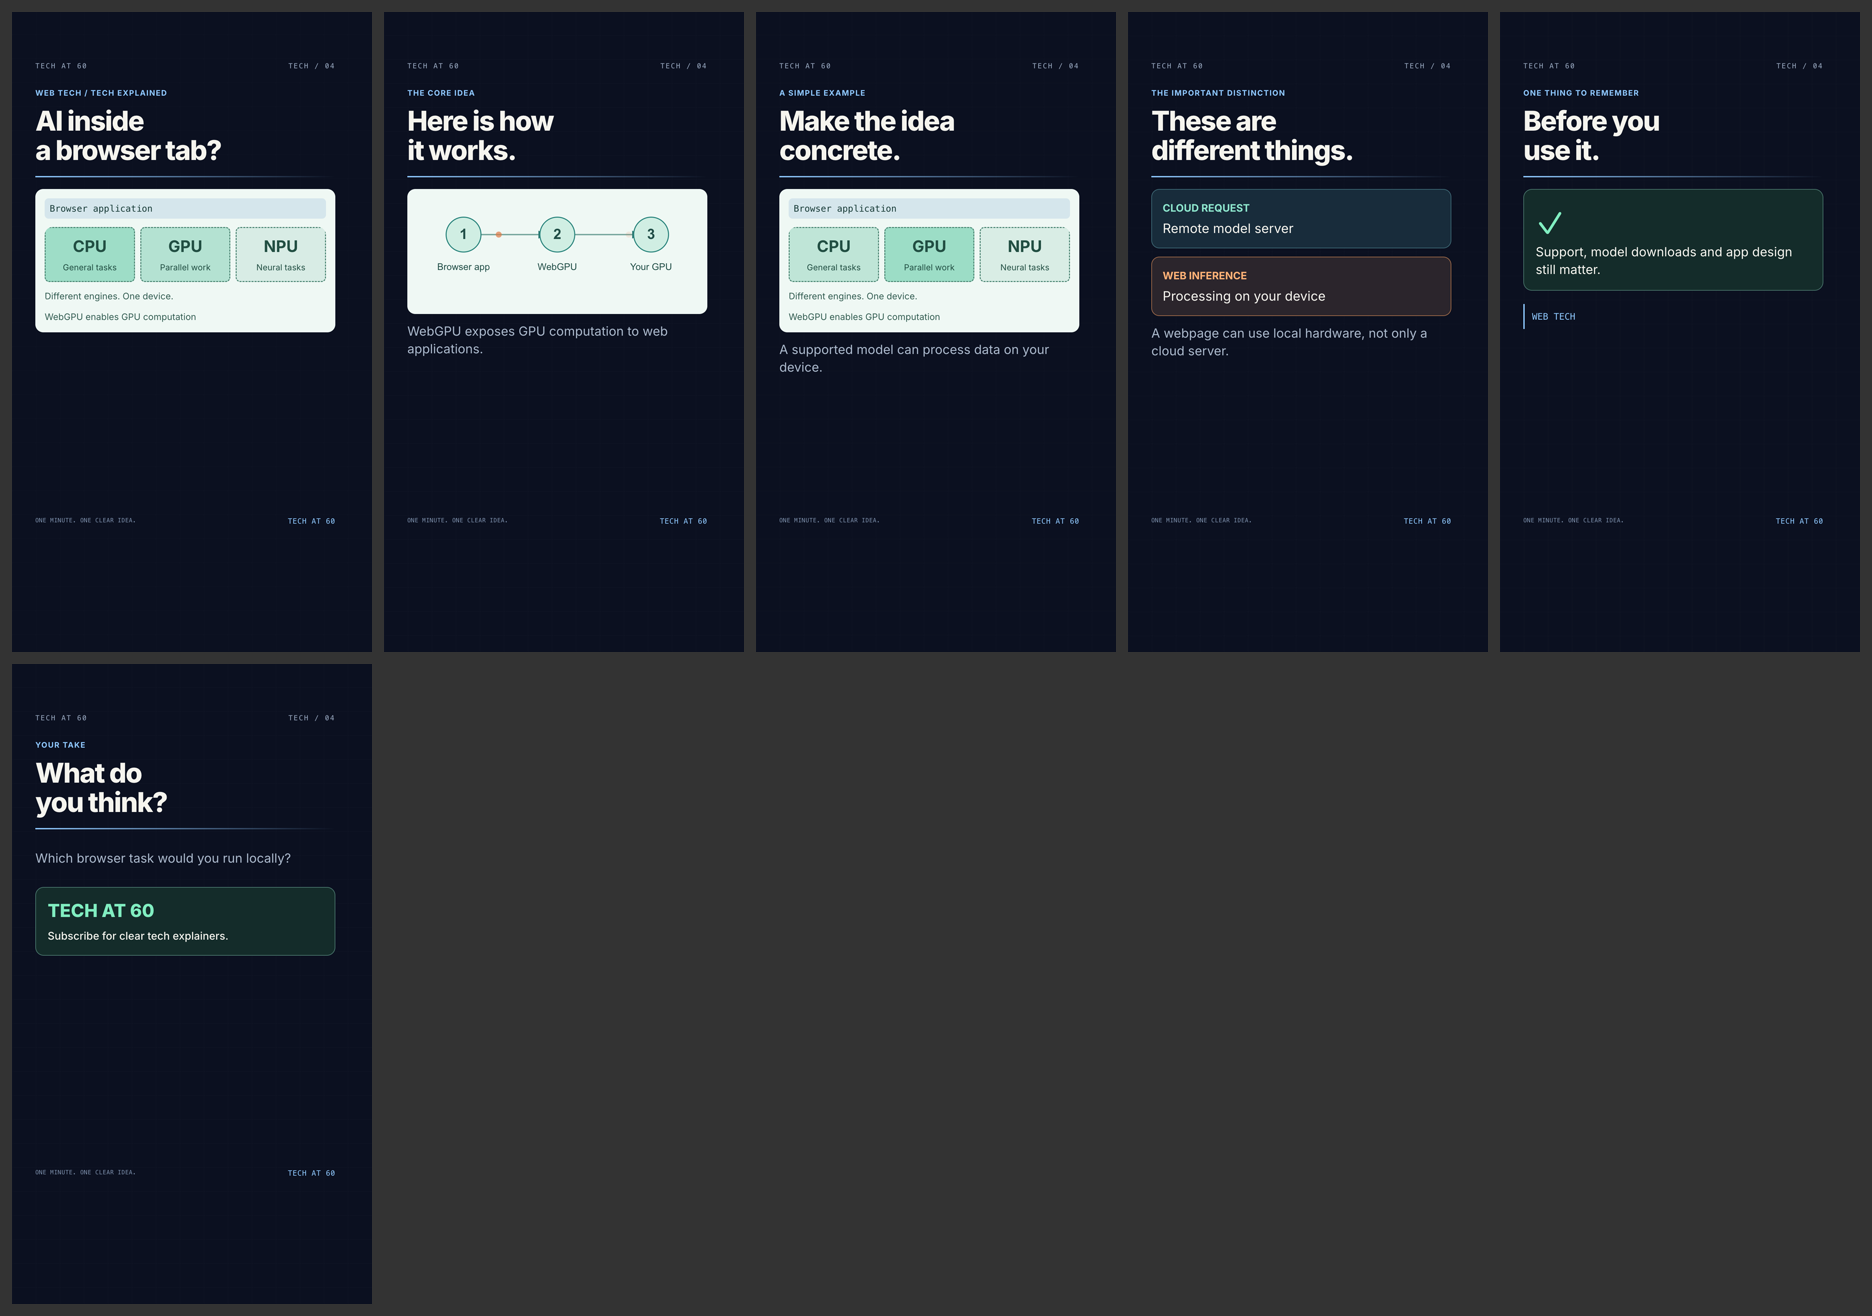 TECH AT 60
TECH / 04
WEB TECH / TECH EXPLAINED
AI inside
a browser tab?
Browser application
CPU
General tasks
GPU
Parallel work
NPU
Neural tasks
Different engines. One device.
WebGPU enables GPU computation
ONE MINUTE. ONE CLEAR IDEA.
TECH AT 60
TECH AT 60
TECH / 04
THE CORE IDEA
Here is how
it works.
1
2
3
Browser app
WebGPU
Your GPU
WebGPU exposes GPU computation to web
applications.
ONE MINUTE. ONE CLEAR IDEA.
TECH AT 60
TECH AT 60
TECH / 04
A SIMPLE EXAMPLE
Make the idea
concrete.
Browser application
CPU
General tasks
GPU
Parallel work
NPU
Neural tasks
Different engines. One device.
WebGPU enables GPU computation
A supported model can process data on your
device.
ONE MINUTE. ONE CLEAR IDEA.
TECH AT 60
TECH AT 60
TECH / 04
THE IMPORTANT DISTINCTION
These are
different things.
CLOUD REQUEST
Remote model server
WEB INFERENCE
Processing on your device
A webpage can use local hardware, not only a
cloud server.
ONE MINUTE. ONE CLEAR IDEA.
TECH AT 60
TECH AT 60
TECH / 04
ONE THING TO REMEMBER
Before you
use it.
Support, model downloads and app design
still matter.
WEB TECH
ONE MINUTE. ONE CLEAR IDEA.
TECH AT 60
TECH AT 60
TECH / 04
YOUR TAKE
What do
you think?
Which browser task would you run locally?
TECH AT 60
Subscribe for clear tech explainers.
ONE MINUTE. ONE CLEAR IDEA.
TECH AT 60